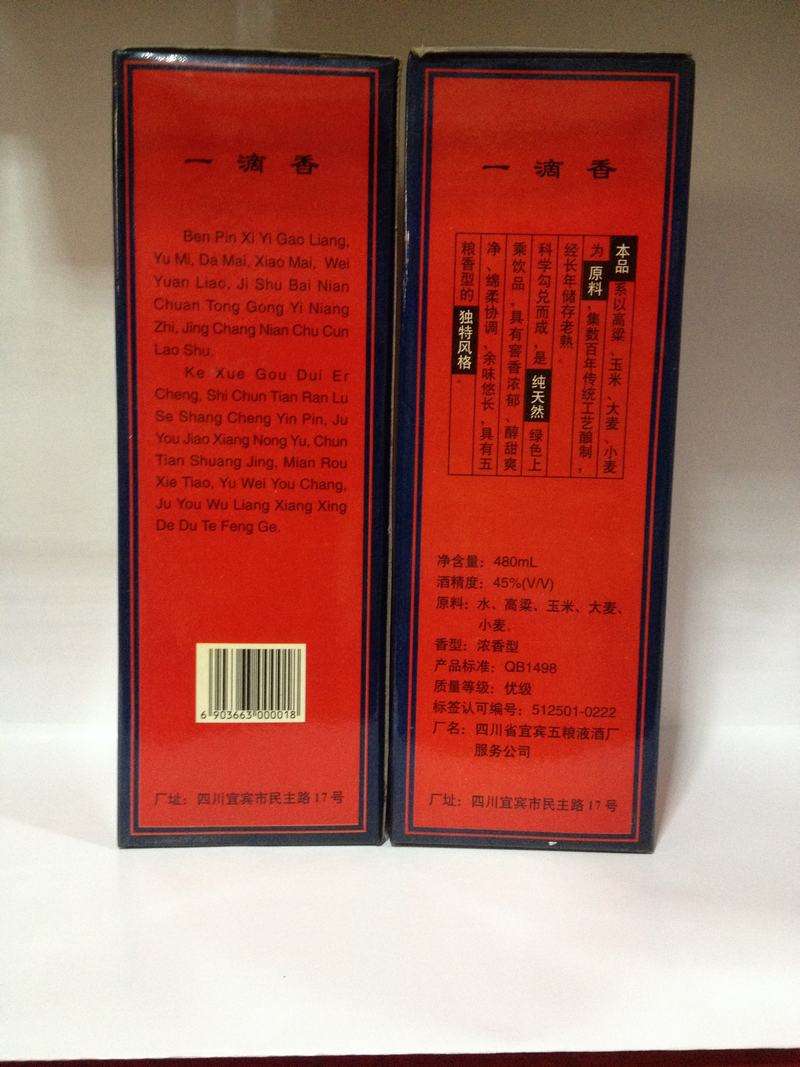 一滴香
Ben Pin Xi Yi Gao Liang,
Yu Mi, Da Mai, Xiao Mai, Wei
Yuan Liao, Ji Shu Bai Nian
Chuan Tong Gong Yi Niang
Zhi, Jing Chang Nian Chu Cun
Lao Shu.
Ke Xue Gou Dui Er
Cheng, Shi Chun Tian Ran Lu
Se Shang Cheng Yin Pin, Ju
You Jiao Xiang Nong Yu, Chun
Tian Shuang Jing, Mian Rou
Xie Tiao, Yu Wei You Chang,
Ju You Wu Liang Xiang Xing
De Du Te Feng Ge.
6 903663 000018
厂址：四川宜宾市民主路17号
一滴香
本品系以高梁、玉米、大麦、小麦
为原料，集数百年传统工艺酿制，
经长年储存老熟。
科学勾兑而成，是纯天然绿色上
乘饮品，具有窖香浓郁、醇甜爽
净、绵柔协调、余味悠长，具有五
粮香型的独特风格。
净含量：480mL
酒精度：45%(V/V)
原料：水、高梁、玉米、大麦、
小麦。
香型：浓香型
产品标准：QB1498
质量等级：优级
标签认可编号：512501-0222
厂名：四川省宜宾五粮液酒厂
服务公司
厂址：四川宜宾市民主路17号